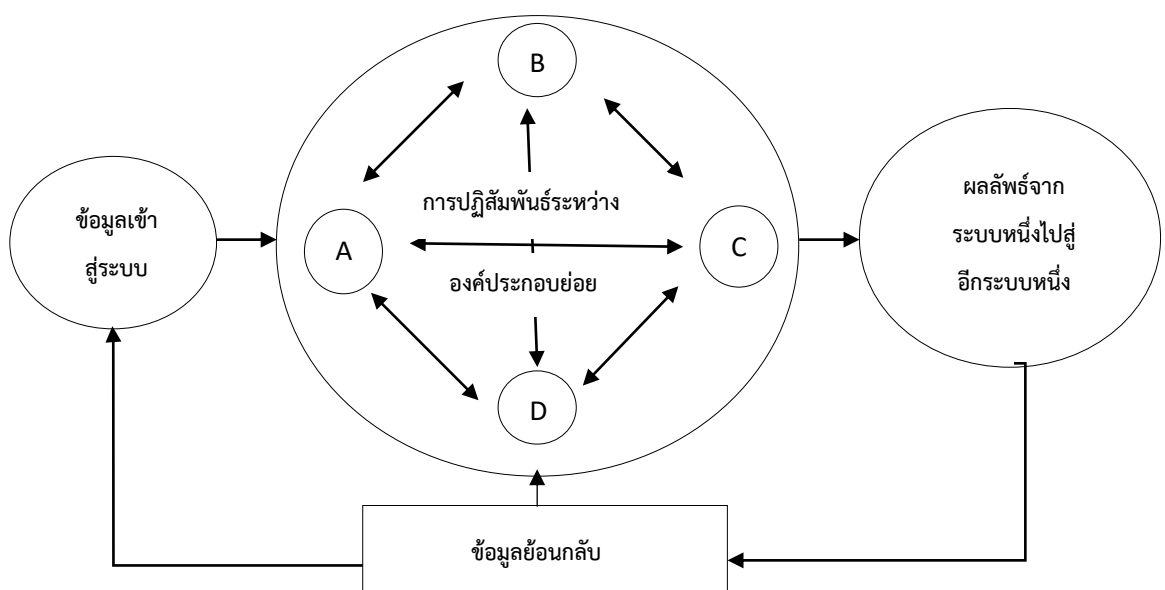 B
ข้อมูลเข้า
สู่ระบบ
A
การปฏิสัมพันธ์ระหว่าง
องค์ประกอบย่อย
C
D
ผลลัพธ์จาก
ระบบหนึ่งไปสู่
อีกระบบหนึ่ง
ข้อมูลย้อนกลับ